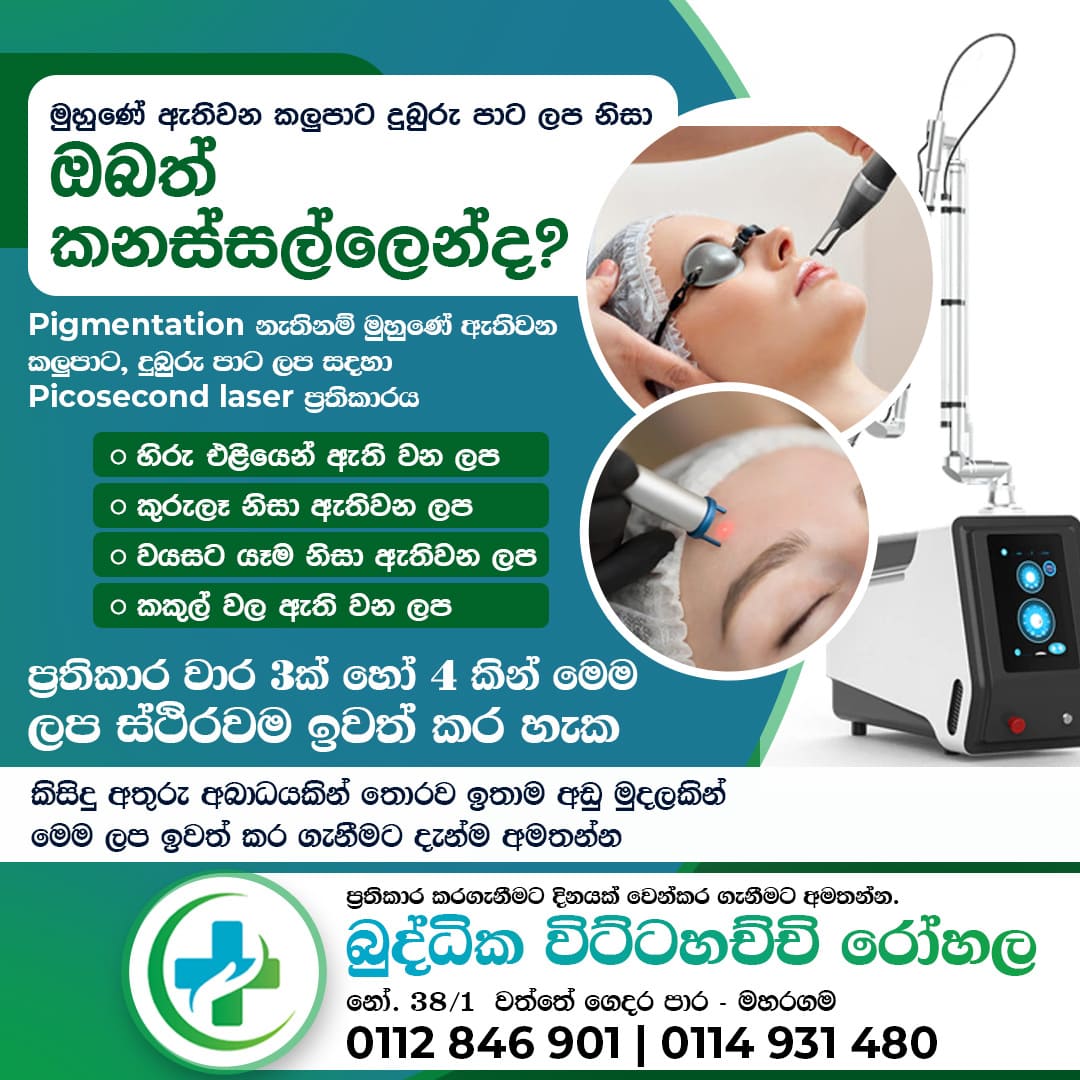 මුහුණේ ඇතිවන කලුපාට දුඹුරු පාට ලප නිසා
ඔබත්
කනස්සල්ලෙන්ද?
Pigmentation නැතිනම් මුහුණේ ඇතිවන
කලුපාට, දුඹුරු පාට ලප සදහා
Picosecond laser ප්‍රතිකාරය
හිරු එළියෙන් ඇති වන ලප
කුරුලෑ නිසා ඇතිවන ලප
වයසට යෑම නිසා ඇතිවන ලප
කකුල් වල ඇති වන ලප
ප්‍රතිකාර වාර 3ක් හෝ 4 කින් මෙම
ලප ස්ථිරවම ඉවත් කර හැක
කිසිදු අතුරු අබාධයකින් තොරව ඉතාම අඩු මුදලකින්
මෙම ලප ඉවත් කර ගැනීමට දැන්ම අමතන්න
ප්‍රතිකාර කරගැනීමට දිනයක් වෙන්කර ගැනීමට අමතන්න.
බුද්ධික විට්ටහච්චි රෝහල
නෝ. 38/1 වත්තේ ගෙදර පාර - මහරගම
0112 846 901 | 0114 931 480